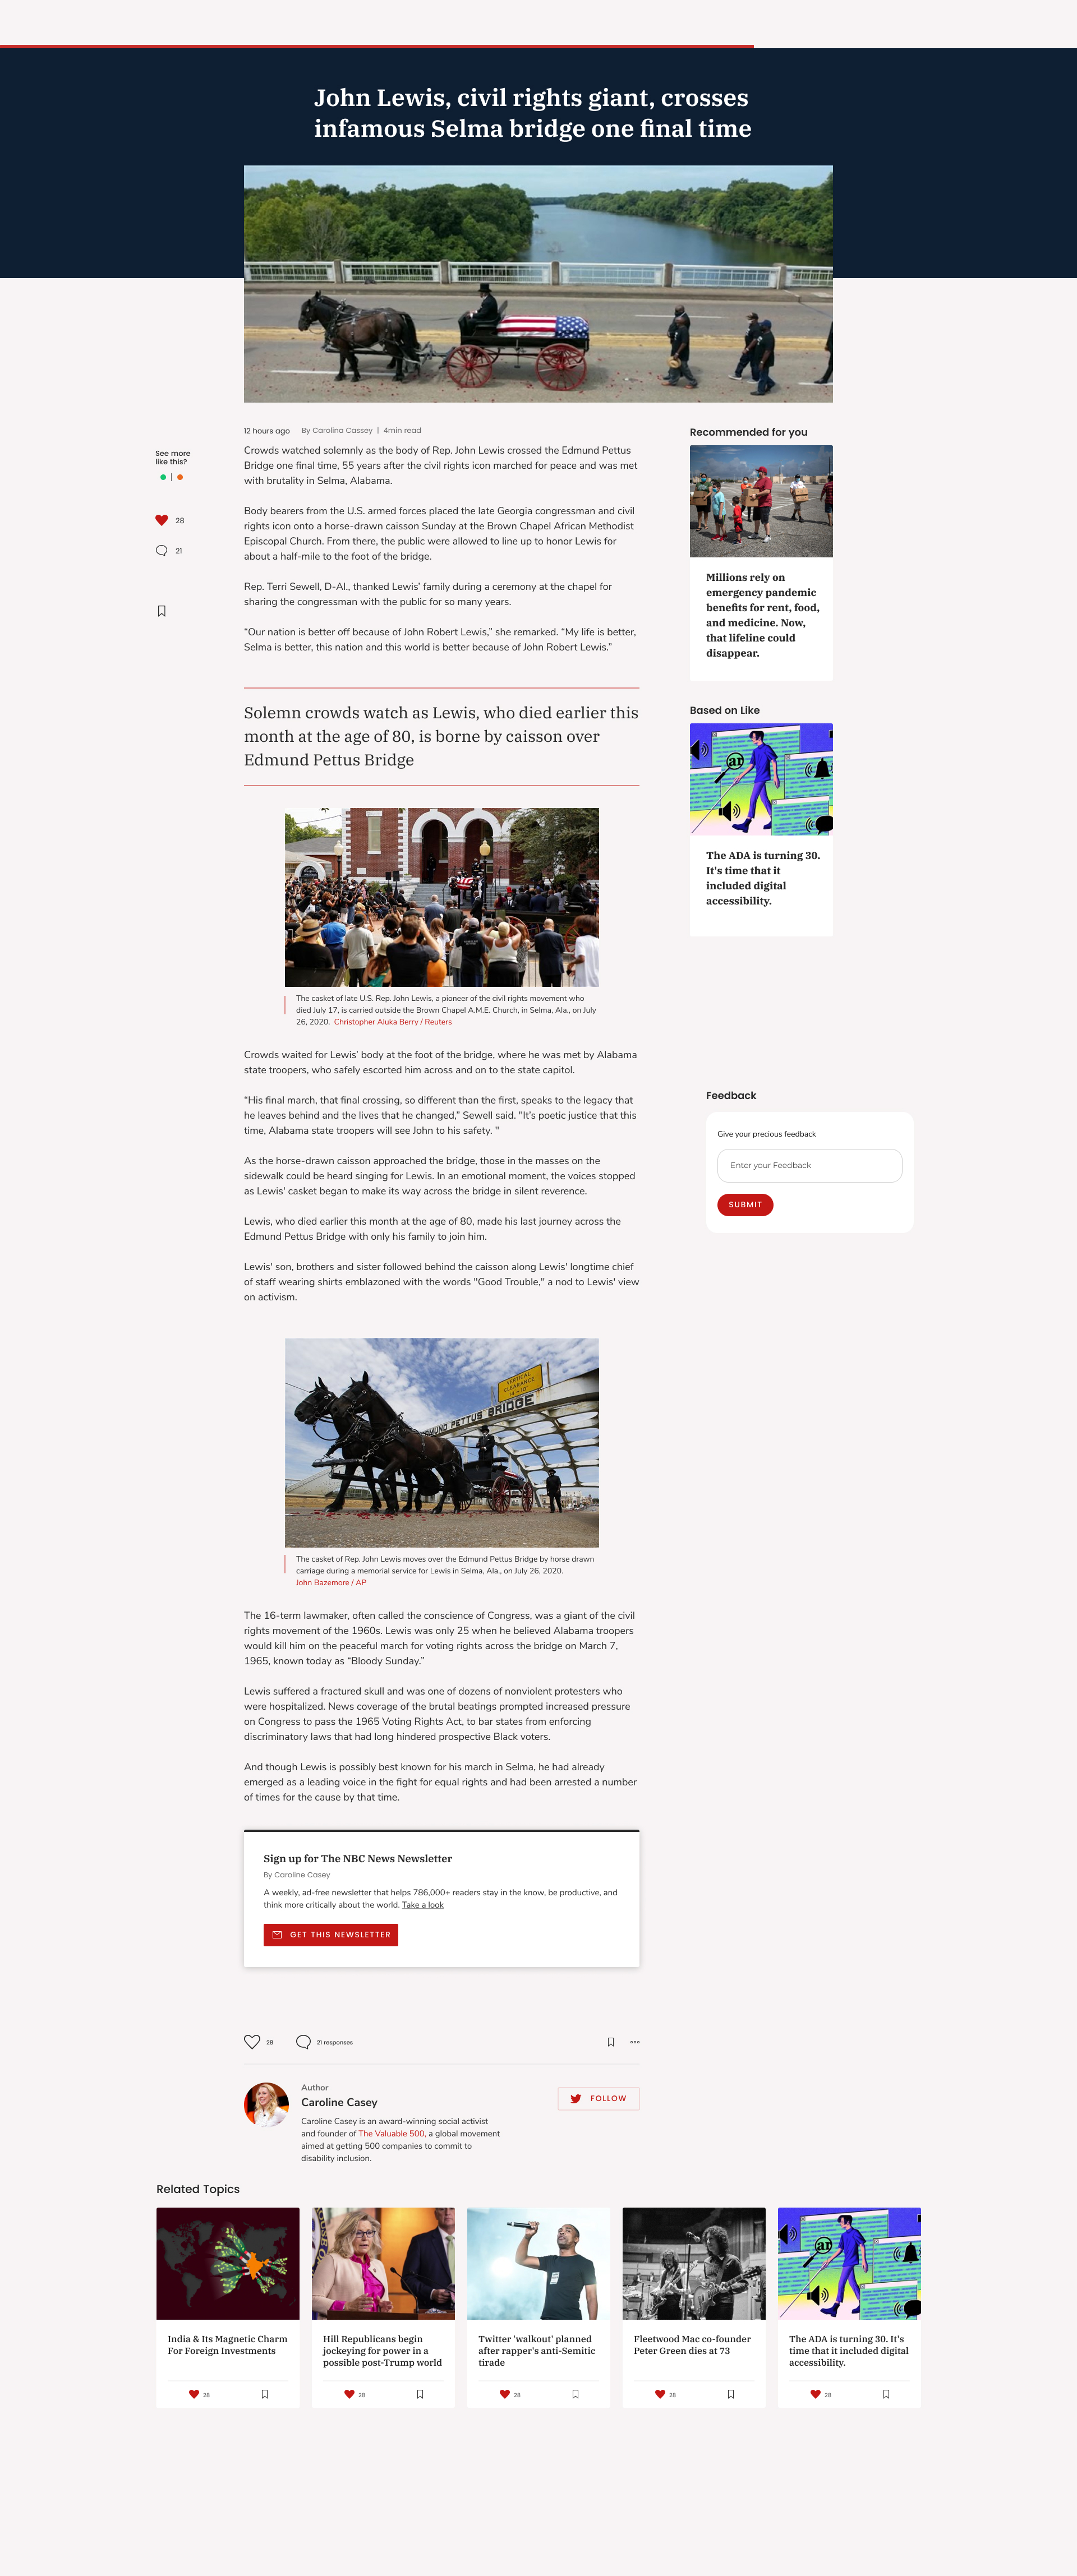 John Lewis, civil rights giant, crosses
infamous Selma bridge one final time
12 hours ago By Carolina Cassey | 4min read
See more
like this?
|
28
21
Crowds watched solemnly as the body of Rep. John Lewis crossed the Edmund Pettus
Bridge one final time, 55 years after the civil rights icon marched for peace and was met
with brutality in Selma, Alabama.
Body bearers from the U.S. armed forces placed the late Georgia congressman and civil
rights icon onto a horse-drawn caisson Sunday at the Brown Chapel African Methodist
Episcopal Church. From there, the public were allowed to line up to honor Lewis for
about a half-mile to the foot of the bridge.
Rep. Terri Sewell, D-Al., thanked Lewis’ family during a ceremony at the chapel for
sharing the congressman with the public for so many years.
“Our nation is better off because of John Robert Lewis,” she remarked. “My life is better,
Selma is better, this nation and this world is better because of John Robert Lewis.”
Solemn crowds watch as Lewis, who died earlier this
month at the age of 80, is borne by caisson over
Edmund Pettus Bridge
The casket of late U.S. Rep. John Lewis, a pioneer of the civil rights movement who
died July 17, is carried outside the Brown Chapel A.M.E. Church, in Selma, Ala., on July
26, 2020. Christopher Aluka Berry / Reuters
Crowds waited for Lewis’ body at the foot of the bridge, where he was met by Alabama
state troopers, who safely escorted him across and on to the state capitol.
“His final march, that final crossing, so different than the first, speaks to the legacy that
he leaves behind and the lives that he changed,” Sewell said. "It’s poetic justice that this
time, Alabama state troopers will see John to his safety. "
As the horse-drawn caisson approached the bridge, those in the masses on the
sidewalk could be heard singing for Lewis. In an emotional moment, the voices stopped
as Lewis' casket began to make its way across the bridge in silent reverence.
Lewis, who died earlier this month at the age of 80, made his last journey across the
Edmund Pettus Bridge with only his family to join him.
Lewis' son, brothers and sister followed behind the caisson along Lewis' longtime chief
of staff wearing shirts emblazoned with the words "Good Trouble," a nod to Lewis' view
on activism.
VERTICAL
CLEARANCE
EDMUND PETTUS BRIDGE
The casket of Rep. John Lewis moves over the Edmund Pettus Bridge by horse drawn
carriage during a memorial service for Lewis in Selma, Ala., on July 26, 2020.
John Bazemore / AP
The 16-term lawmaker, often called the conscience of Congress, was a giant of the civil
rights movement of the 1960s. Lewis was only 25 when he believed Alabama troopers
would kill him on the peaceful march for voting rights across the bridge on March 7,
1965, known today as “Bloody Sunday.”
Lewis suffered a fractured skull and was one of dozens of nonviolent protesters who
were hospitalized. News coverage of the brutal beatings prompted increased pressure
on Congress to pass the 1965 Voting Rights Act, to bar states from enforcing
discriminatory laws that had long hindered prospective Black voters.
And though Lewis is possibly best known for his march in Selma, he had already
emerged as a leading voice in the fight for equal rights and had been arrested a number
of times for the cause by that time.
Sign up for The NBC News Newsletter
By Caroline Casey
A weekly, ad-free newsletter that helps 786,000+ readers stay in the know, be productive, and
think more critically about the world. Take a look
GET THIS NEWSLETTER
28 21 responses
Author
Caroline Casey
Caroline Casey is an award-winning social activist
and founder of The Valuable 500, a global movement
aimed at getting 500 companies to commit to
disability inclusion.
FOLLOW
Recommended for you
Millions rely on
emergency pandemic
benefits for rent, food,
and medicine. Now,
that lifeline could
disappear.
Based on Like
ar
The ADA is turning 30.
It’s time that it
included digital
accessibility.
Feedback
Give your precious feedback
Enter your Feedback
SUBMIT
Related Topics
India & Its Magnetic Charm
For Foreign Investments
28
Hill Republicans begin
jockeying for power in a
possible post-Trump world
28
Twitter 'walkout' planned
after rapper's anti-Semitic
tirade
28
Fleetwood Mac co-founder
Peter Green dies at 73
28
ar
The ADA is turning 30. It's
time that it included digital
accessibility.
28